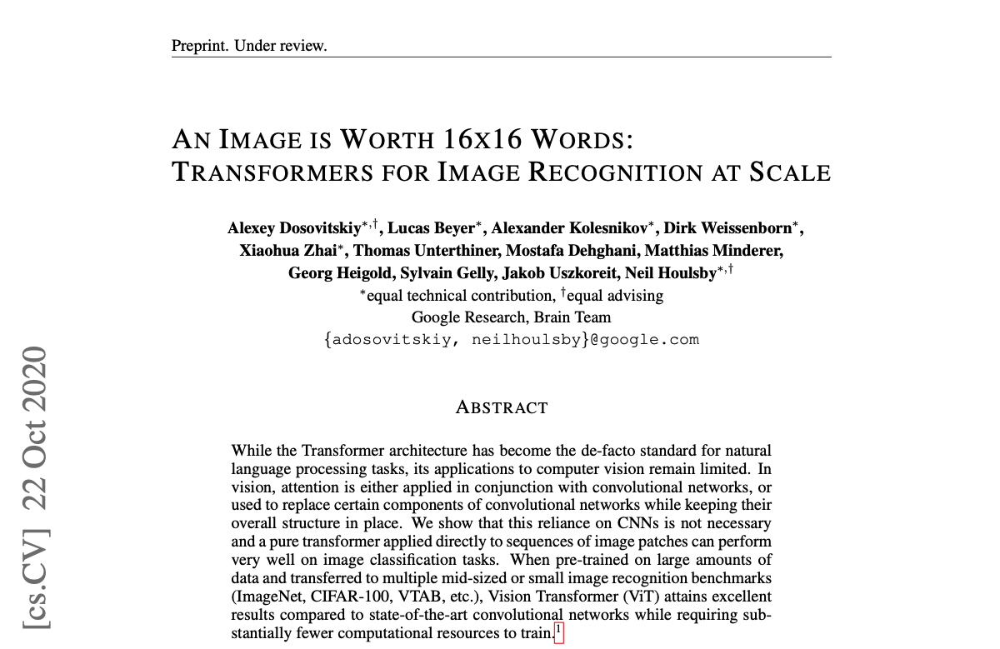 Preprint. Under review.
AN IMAGE IS WORTH 16X16 WORDS:
TRANSFORMERS FOR IMAGE RECOGNITION AT SCALE
Alexey Dosovitskiy*,†, Lucas Beyer*, Alexander Kolesnikov*, Dirk Weissenborn*,
Xiaohua Zhai*, Thomas Unterthiner, Mostafa Dehghani, Matthias Minderer,
Georg Heigold, Sylvain Gelly, Jakob Uszkoreit, Neil Houlsby*,†
*equal technical contribution, †equal advising
Google Research, Brain Team
{adosovitskiy, neilhoulsby}@google.com
ABSTRACT
While the Transformer architecture has become the de-facto standard for natural
language processing tasks, its applications to computer vision remain limited. In
vision, attention is either applied in conjunction with convolutional networks, or
used to replace certain components of convolutional networks while keeping their
overall structure in place. We show that this reliance on CNNs is not necessary
and a pure transformer applied directly to sequences of image patches can perform
very well on image classification tasks. When pre-trained on large amounts of
data and transferred to multiple mid-sized or small image recognition benchmarks
(ImageNet, CIFAR-100, VTAB, etc.), Vision Transformer (ViT) attains excellent
results compared to state-of-the-art convolutional networks while requiring sub-
stantially fewer computational resources to train.1
[cs.CV] 22 Oct 2020